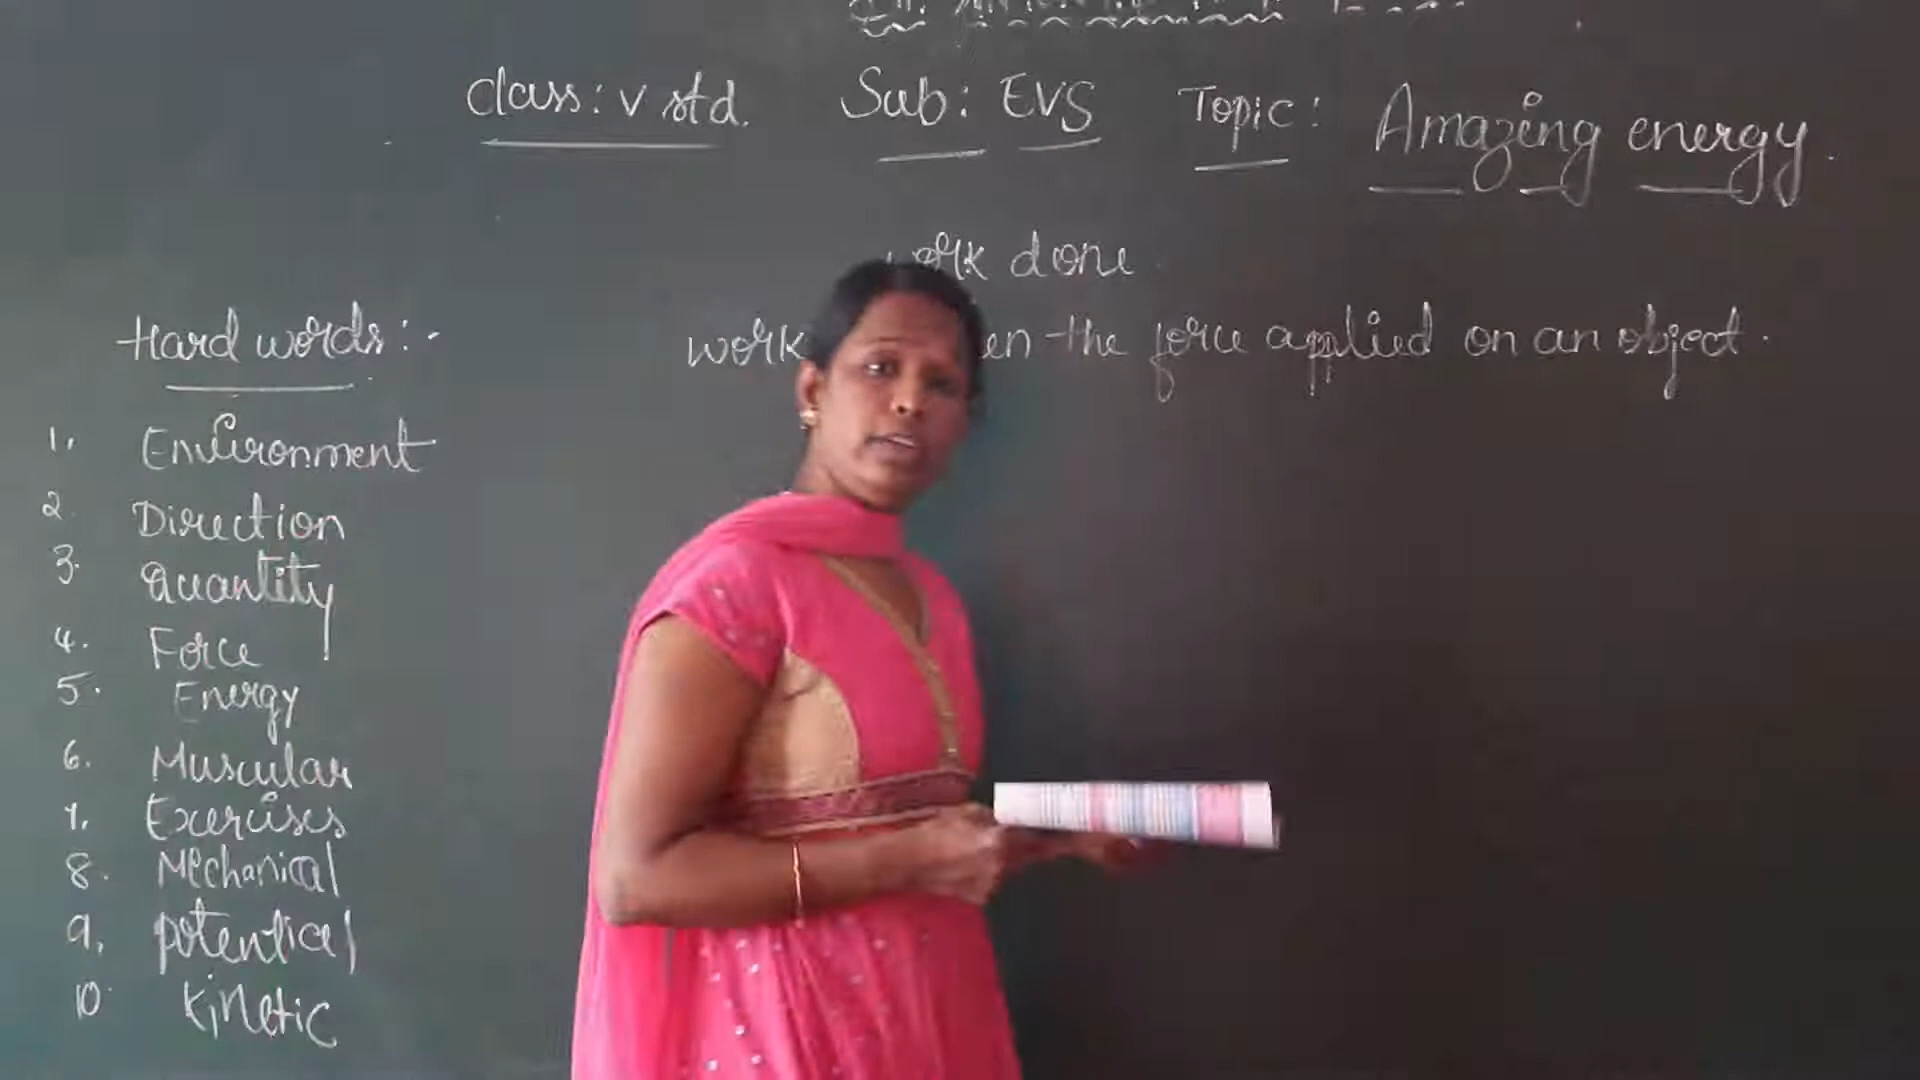 Class: V std. Sub: EVS Topic: Amazing energy.
work done
work the force applied on an object.
Hard words:-
1. Environment
2. Direction
3. Quantity
4. Force
5. Energy
6. Muscular
7. Exercises
8. Mechanical
9. potential
10. Kinetic